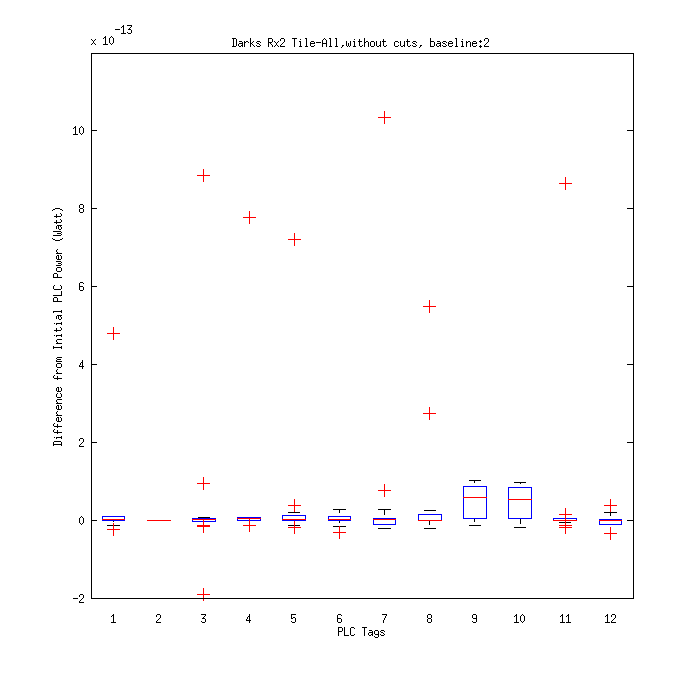 x 10^-13
Darks Rx2 Tile-All,without cuts, baseline:2
Difference from Initial PLC Power (Watt)
10
8
6
4
2
0
-2
1 2 3 4 5 6 7 8 9 10 11 12
PLC Tags